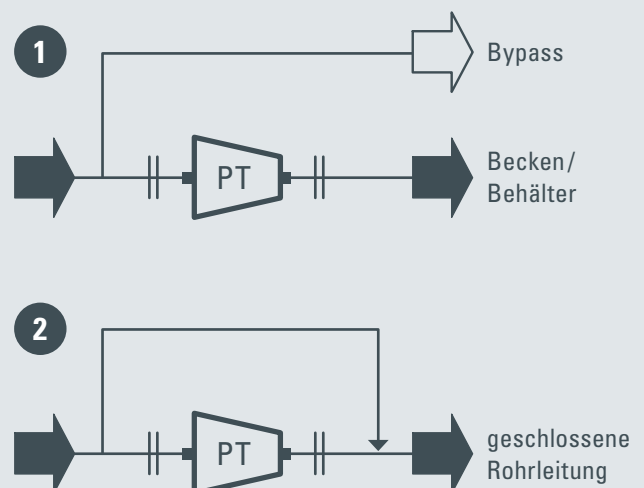 1
Bypass
PT
Becken/
Behälter
2
PT
geschlossene
Rohrleitung